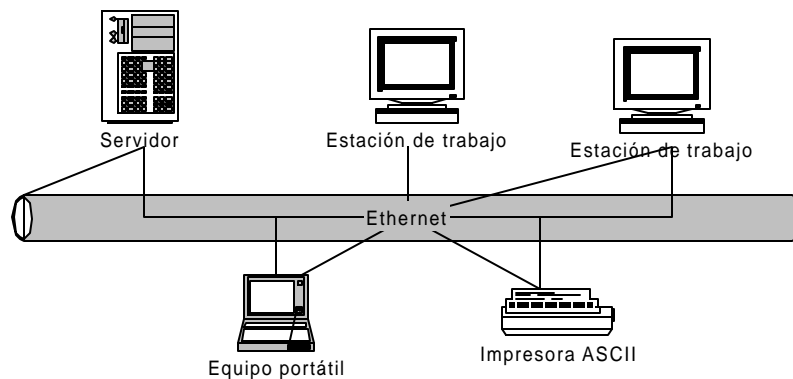 Servidor
Estación de trabajo
Estación de trabajo
Ethernet
Equipo portátil
Impresora ASCII